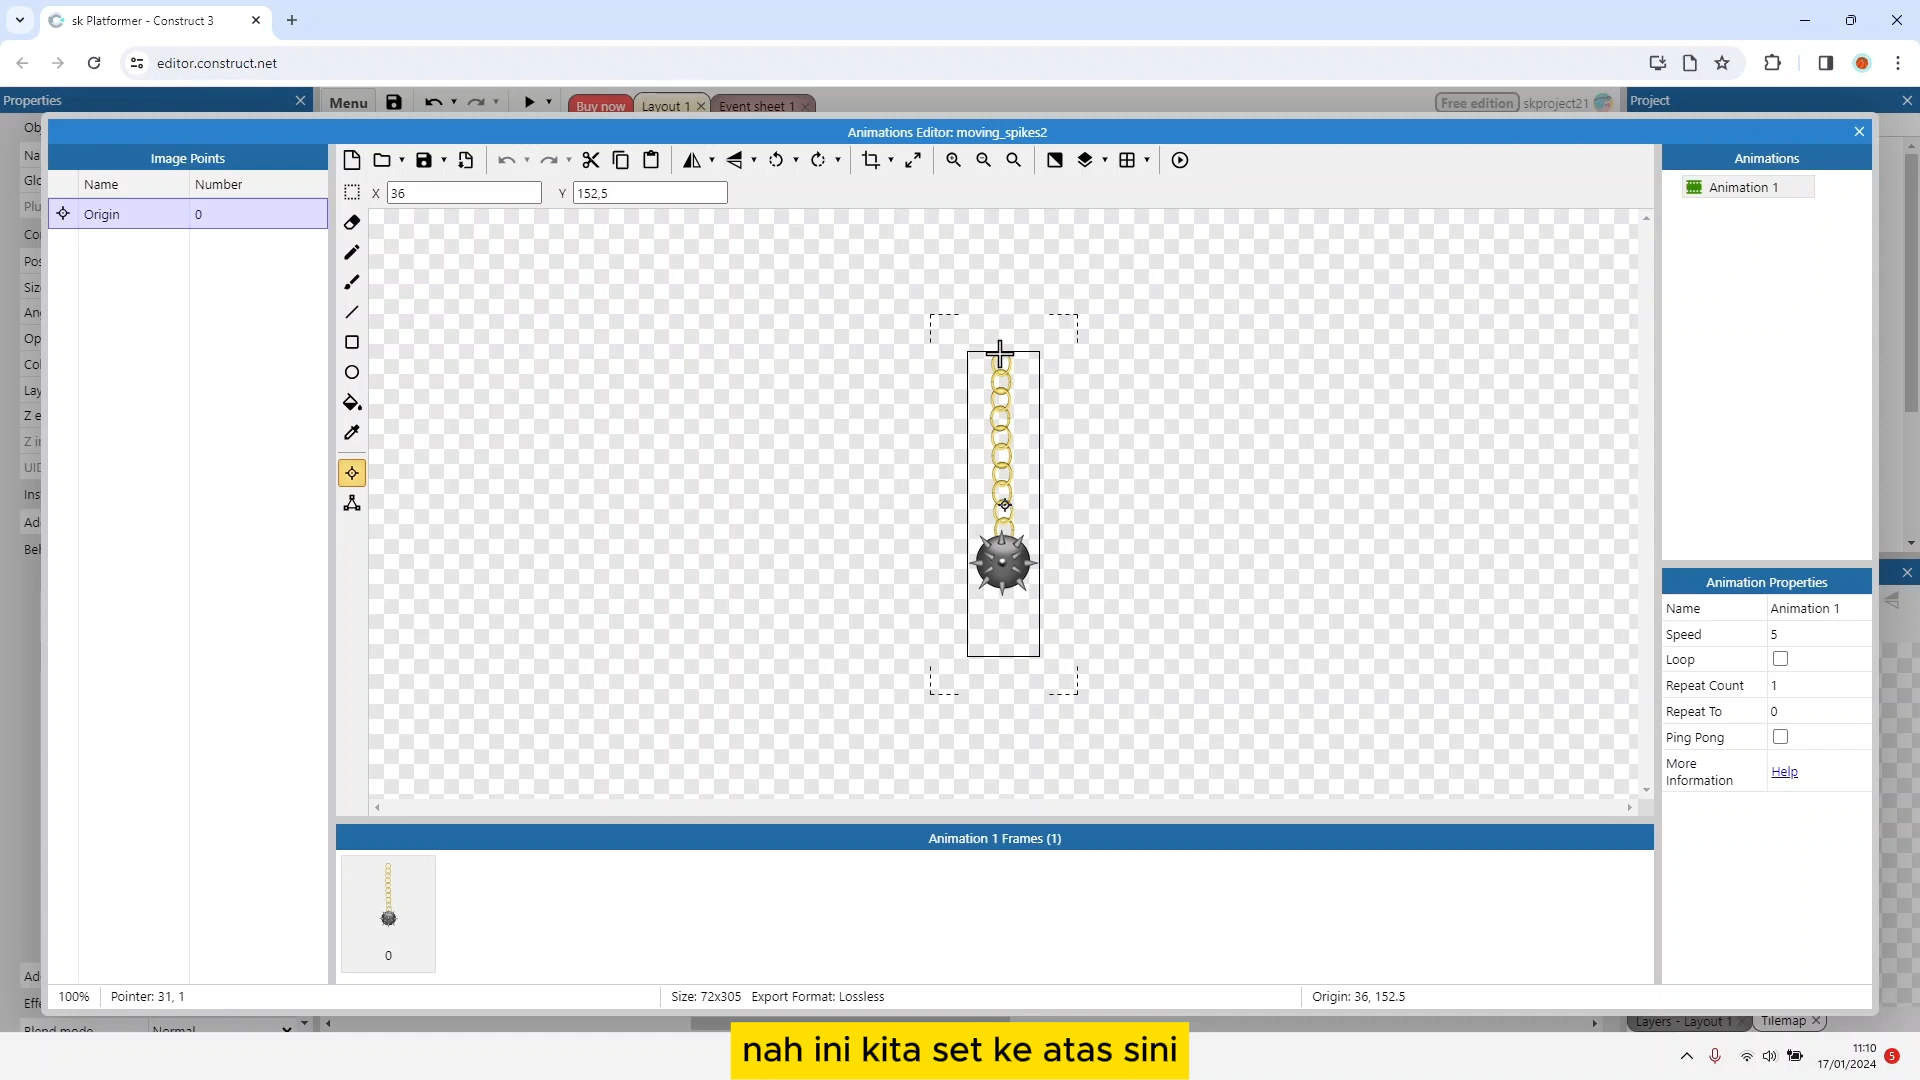 sk Platformer - Construct 3
editor.construct.net
Properties
Menu
Buy now
Layout 1
Event sheet 1
Free edition
skproject21
Project
Animations Editor: moving_spikes2
Image Points
Name
Number
Origin
0
X
36
Y
152,5
Animations
Animation 1
Animation Properties
Name
Animation 1
Speed
5
Loop
Repeat Count
1
Repeat To
0
Ping Pong
More
Information
Help
Animation 1 Frames (1)
0
100%
Pointer: 31, 1
Size: 72x305
Export Format: Lossless
Origin: 36, 152.5
Blend mode
Normal
Layers - Layout 1
Tilemap
nah ini kita set ke atas sini
11:10
17/01/2024
5